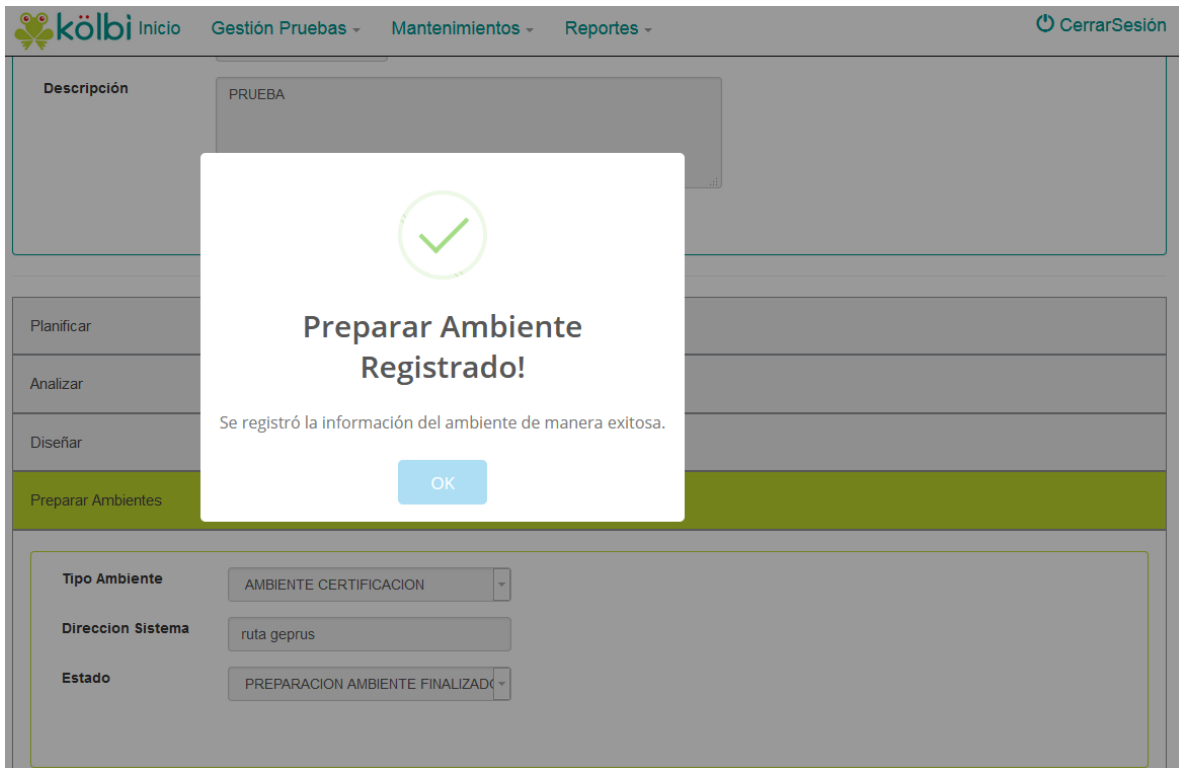 kölbi Inicio Gestión Pruebas Mantenimientos Reportes CerrarSesión
Descripción
PRUEBA
Preparar Ambiente
Registrado!
Se registró la información del ambiente de manera exitosa.
OK
Planificar
Analizar
Diseñar
Preparar Ambientes
Tipo Ambiente AMBIENTE CERTIFICACION
Direccion Sistema ruta geprus
Estado PREPARACION AMBIENTE FINALIZADO